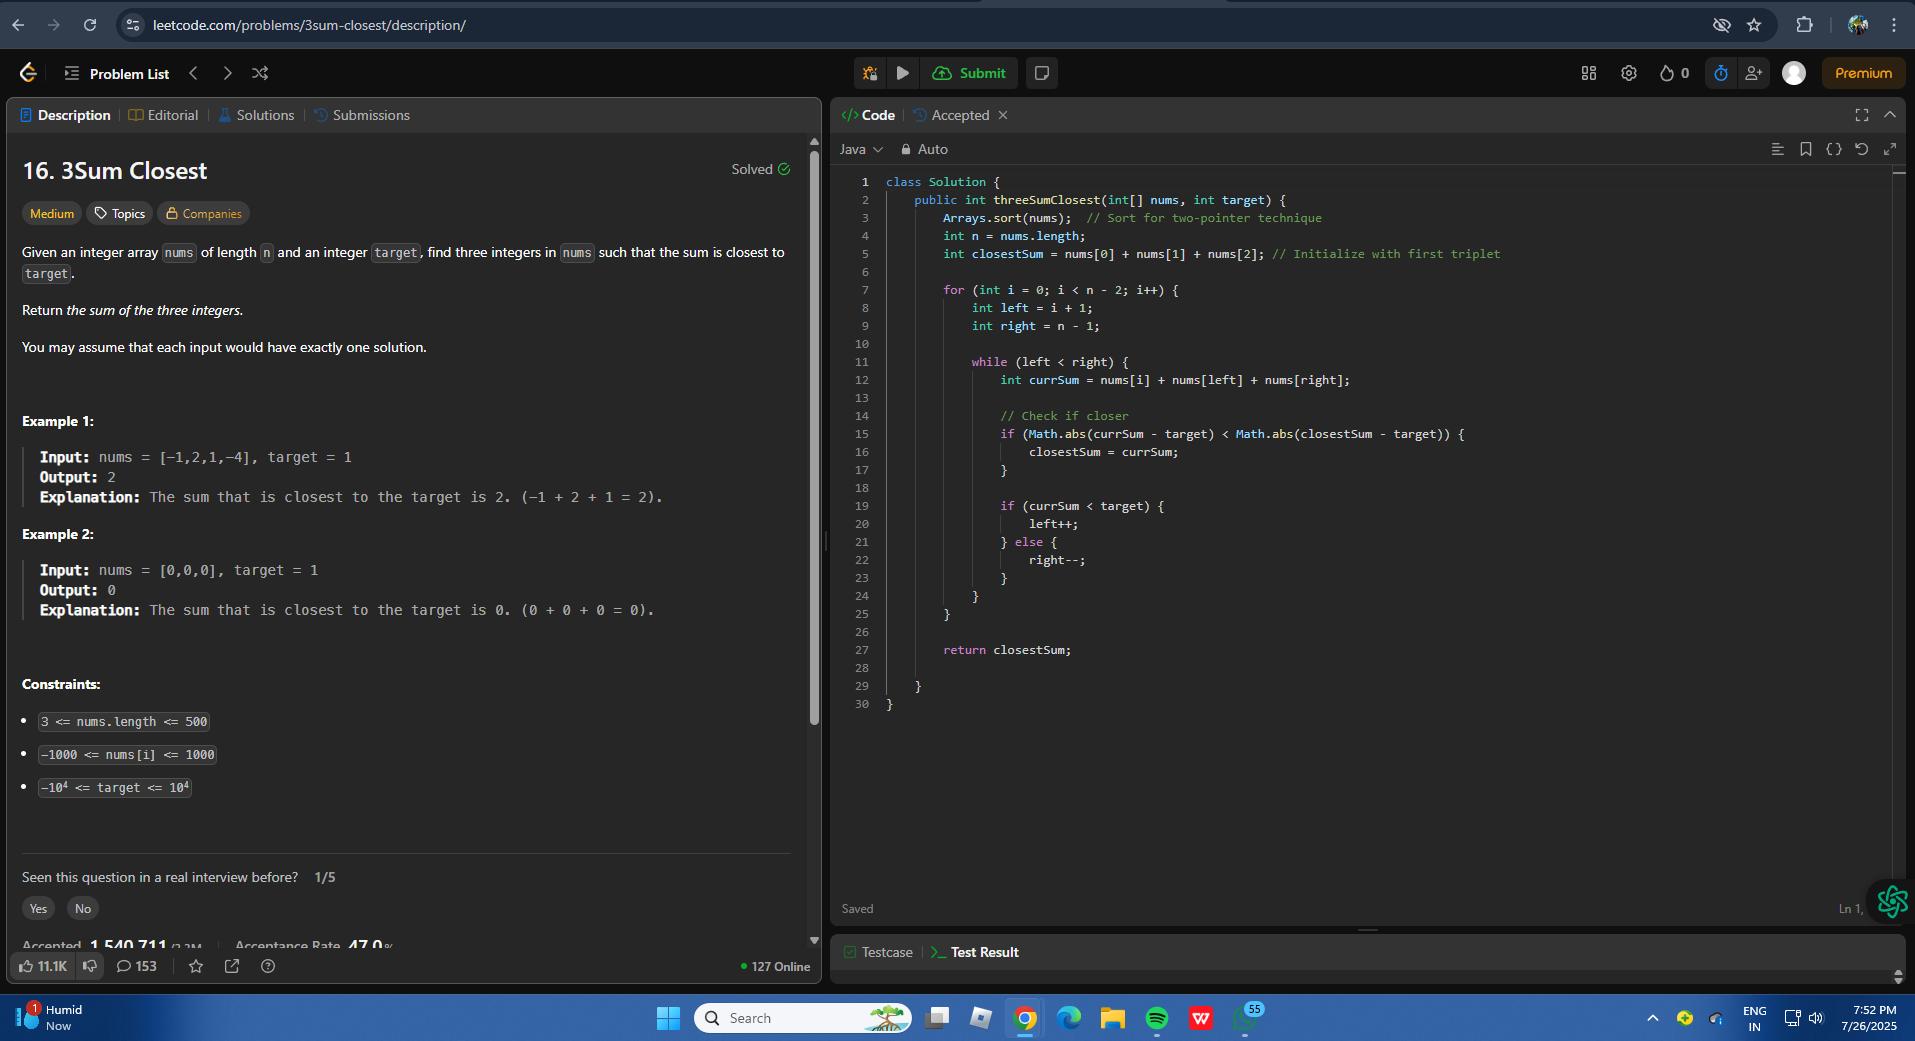 leetcode.com/problems/3sum-closest/description/
Problem List
Submit
0
Premium
Description
Editorial
Solutions
Submissions
16. 3Sum Closest
Solved
Medium
Topics
Companies
Given an integer array nums of length n and an integer target, find three integers in nums such that the sum is closest to
target.
Return the sum of the three integers.
You may assume that each input would have exactly one solution.
Example 1:
Input: nums = [-1,2,1,-4], target = 1
Output: 2
Explanation: The sum that is closest to the target is 2. (-1 + 2 + 1 = 2).
Example 2:
Input: nums = [0,0,0], target = 1
Output: 0
Explanation: The sum that is closest to the target is 0. (0 + 0 + 0 = 0).
Constraints:
3 <= nums.length <= 500
-1000 <= nums[i] <= 1000
-10⁴ <= target <= 10⁴
Seen this question in a real interview before? 1/5
Yes No
Accepted 1,540,711/3.3M Acceptance Rate 47.0%
11.1K
153
127 Online
</> Code
Accepted
Java
Auto
1 class Solution {
2 public int threeSumClosest(int[] nums, int target) {
3 Arrays.sort(nums); // Sort for two-pointer technique
4 int n = nums.length;
5 int closestSum = nums[0] + nums[1] + nums[2]; // Initialize with first triplet
6
7 for (int i = 0; i < n - 2; i++) {
8 int left = i + 1;
9 int right = n - 1;
10
11 while (left < right) {
12 int currSum = nums[i] + nums[left] + nums[right];
13
14 // Check if closer
15 if (Math.abs(currSum - target) < Math.abs(closestSum - target)) {
16 closestSum = currSum;
17 }
18
19 if (currSum < target) {
20 left++;
21 } else {
22 right--;
23 }
24 }
25 }
26
27 return closestSum;
28
29 }
30 }
Saved
Ln 1,
Testcase
Test Result
1
Humid
Now
Search
55
ENG
IN
7:52 PM
7/26/2025